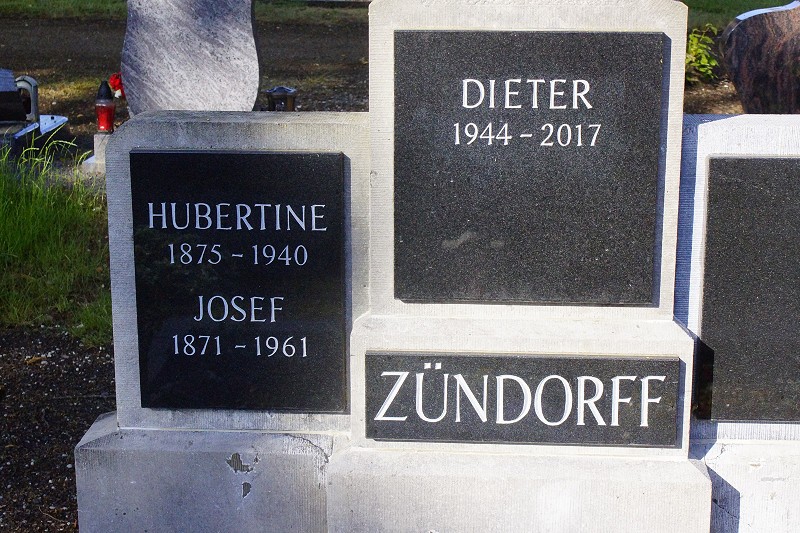 HUBERTINE
1875 – 1940
JOSEF
1871 – 1961
DIETER
1944 – 2017
ZÜNDORFF